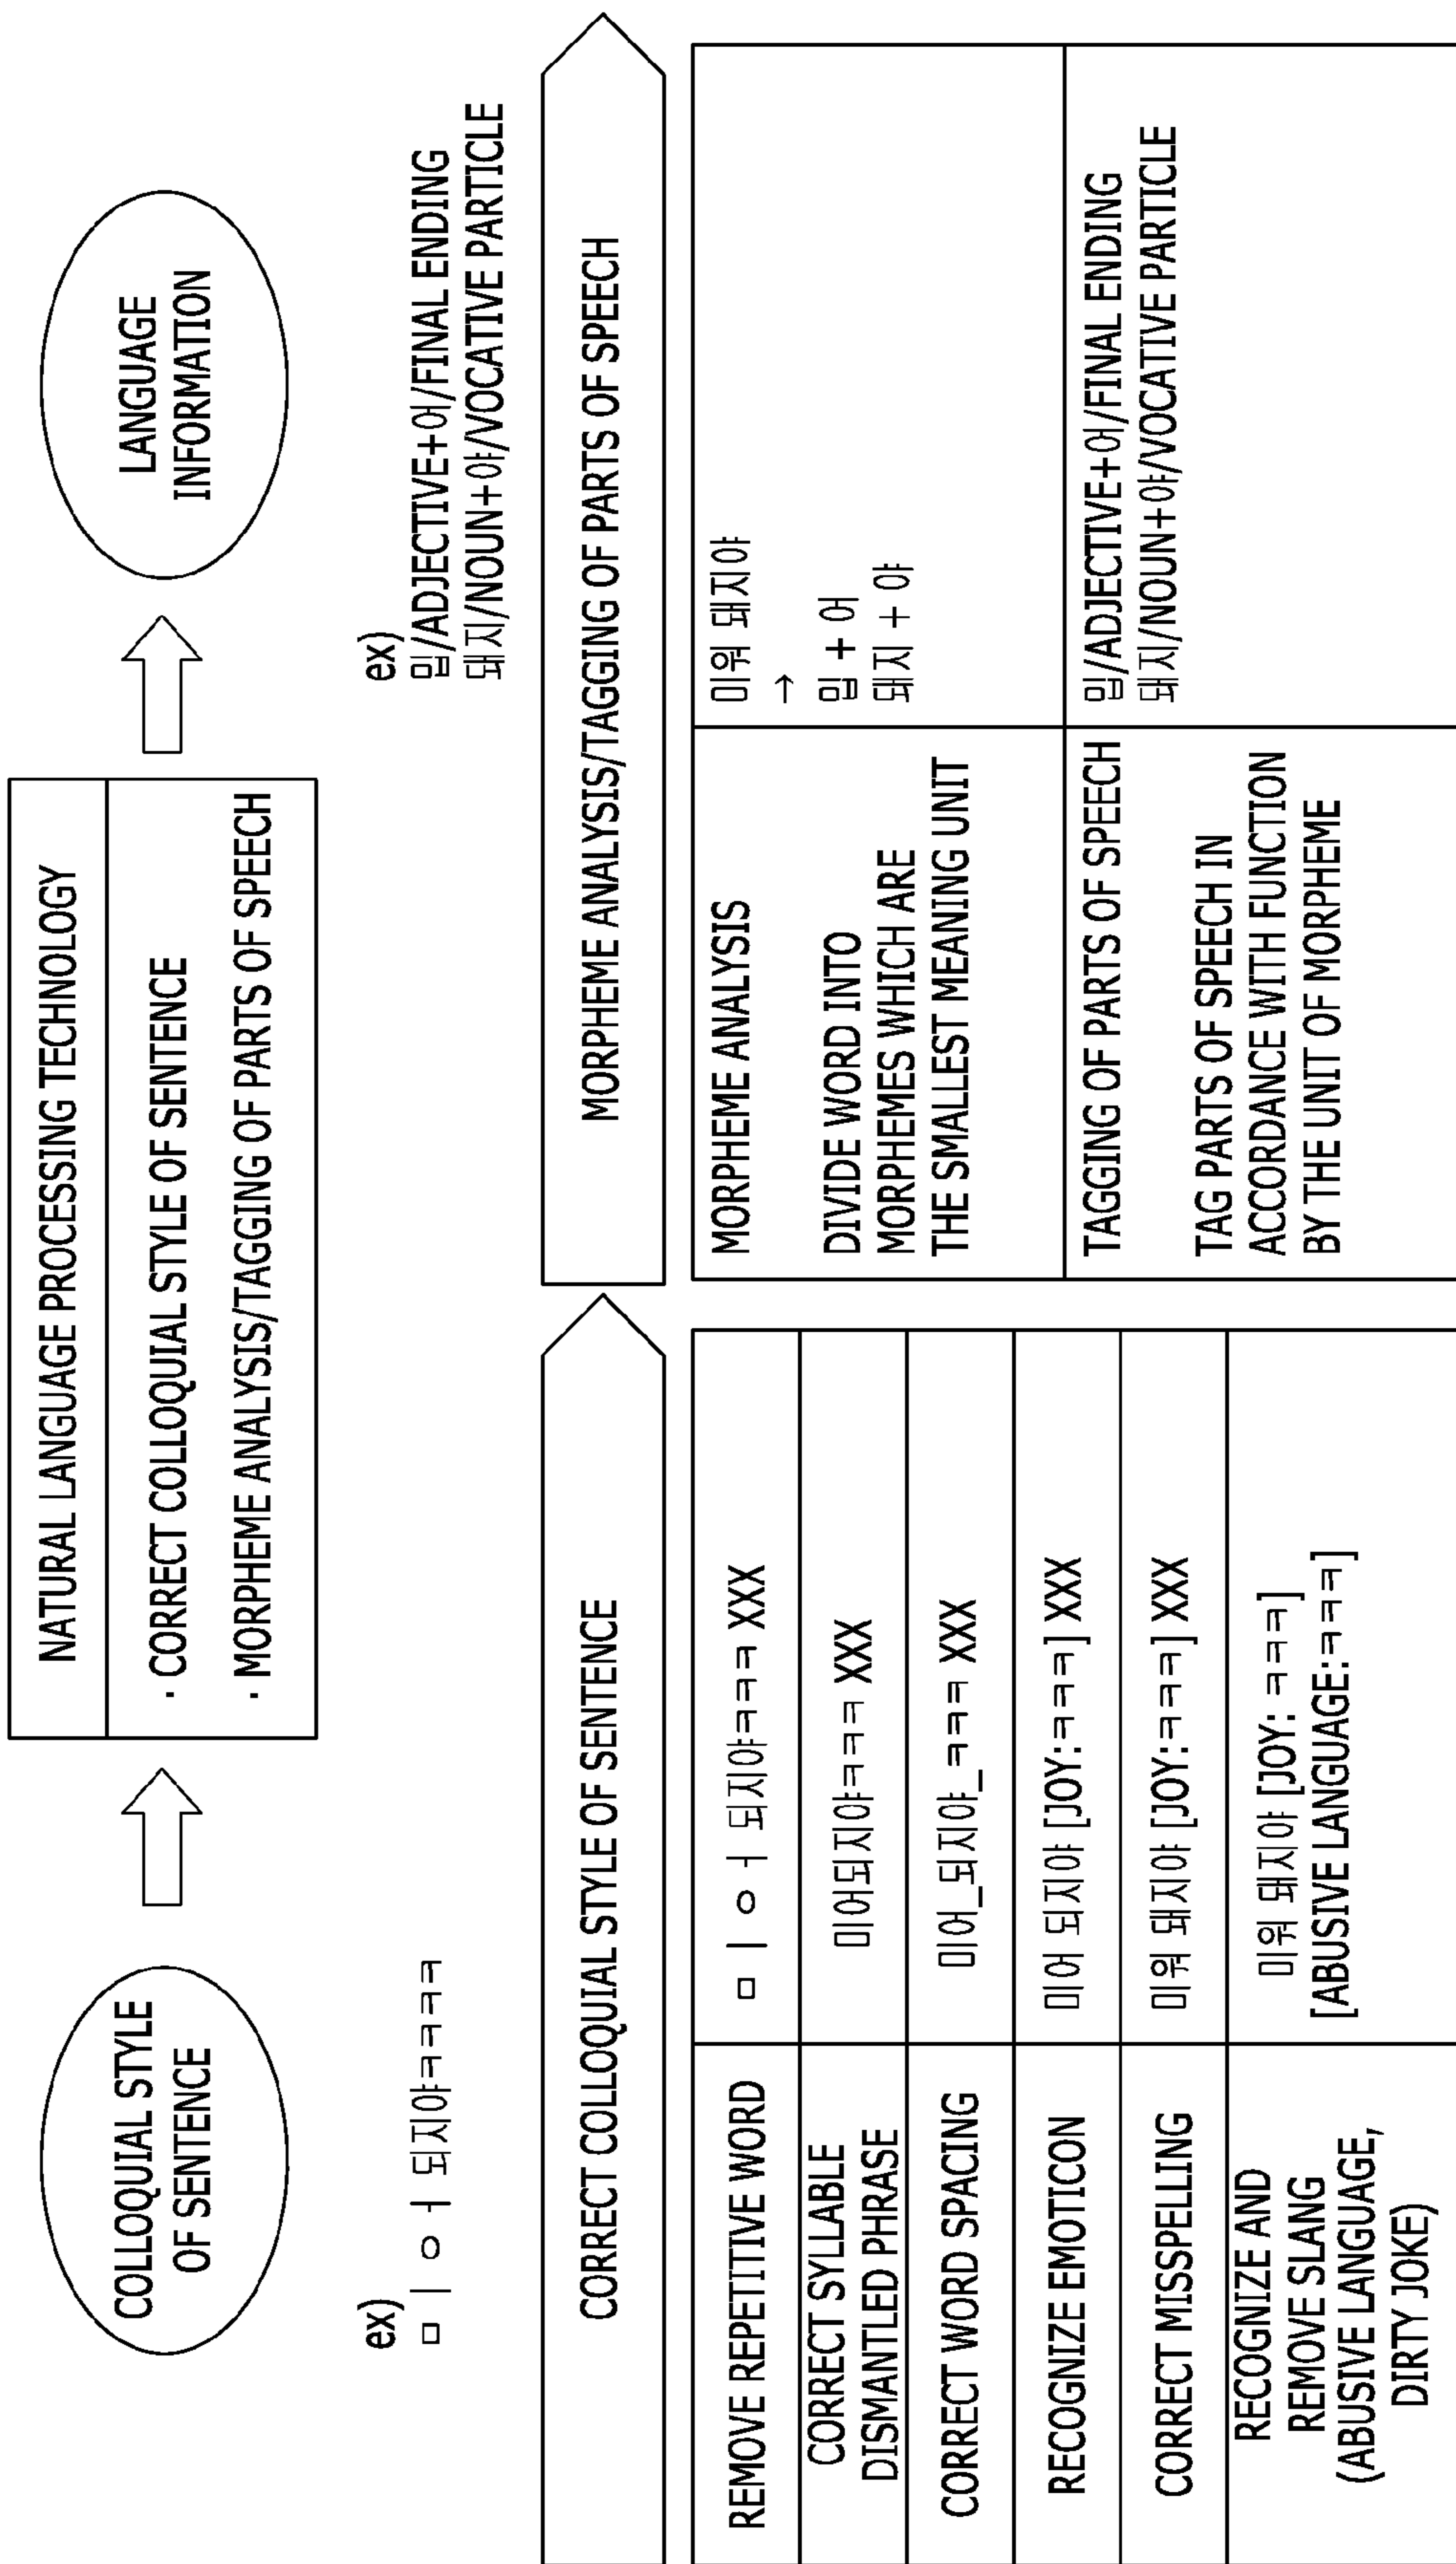 COLLOQUIAL STYLE
OF SENTENCE
NATURAL LANGUAGE PROCESSING TECHNOLOGY
· CORRECT COLLOQUIAL STYLE OF SENTENCE
· MORPHEME ANALYSIS/TAGGING OF PARTS OF SPEECH
LANGUAGE
INFORMATION
ex)
ㅁ ㅣ ㅇ ㅓ 되지야ㅋㅋㅋㅋ
ex)
밉/ADJECTIVE+어/FINAL ENDING
돼지/NOUN+야/VOCATIVE PARTICLE
CORRECT COLLOQUIAL STYLE OF SENTENCE
REMOVE REPETITIVE WORD
ㅁ ㅣ ㅇ ㅓ 되지야ㅋㅋㅋ XXX
CORRECT SYLLABLE
DISMANTLED PHRASE
미어되지야ㅋㅋㅋ XXX
CORRECT WORD SPACING
미어_되지야_ㅋㅋㅋ XXX
RECOGNIZE EMOTICON
미어 되지야 [JOY:ㅋㅋㅋ] XXX
CORRECT MISSPELLING
미워 돼지야 [JOY:ㅋㅋㅋ] XXX
RECOGNIZE AND
REMOVE SLANG
(ABUSIVE LANGUAGE,
DIRTY JOKE)
미워 돼지야 [JOY: ㅋㅋㅋ]
[ABUSIVE LANGUAGE:ㅋㅋㅋ]
MORPHEME ANALYSIS/TAGGING OF PARTS OF SPEECH
MORPHEME ANALYSIS
DIVIDE WORD INTO
MORPHEMES WHICH ARE
THE SMALLEST MEANING UNIT
미워 돼지야
→
밉 + 어
돼지 + 야
TAGGING OF PARTS OF SPEECH
TAG PARTS OF SPEECH IN
ACCORDANCE WITH FUNCTION
BY THE UNIT OF MORPHEME
밉/ADJECTIVE+어/FINAL ENDING
돼지/NOUN+야/VOCATIVE PARTICLE